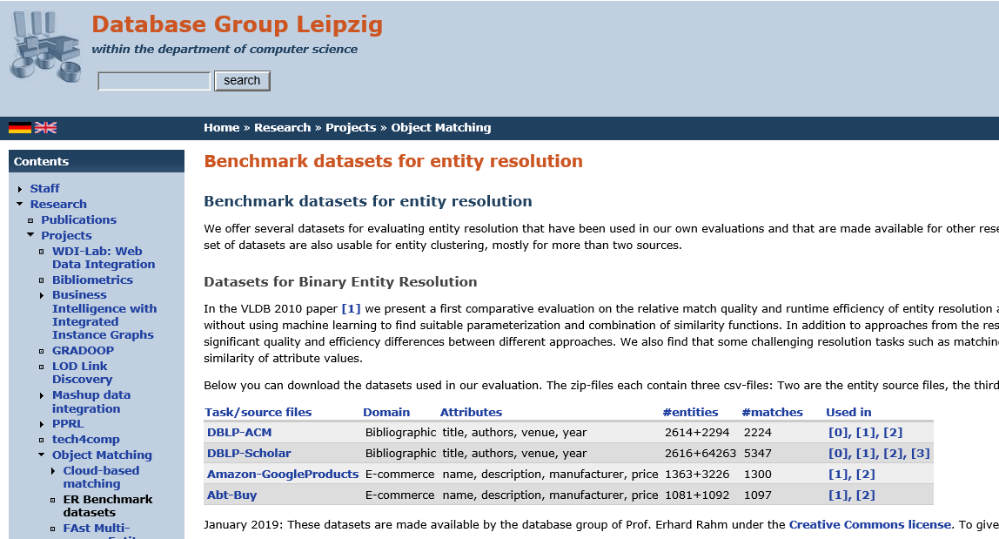 Database Group Leipzig
within the department of computer science
search
Home » Research » Projects » Object Matching
Contents
Staff
Research
Publications
Projects
WDI-Lab: Web
Data Integration
Bibliometrics
Business
Intelligence with
Integrated
Instance Graphs
GRADOOP
LOD Link
Discovery
Mashup data
integration
PPRL
tech4comp
Object Matching
Cloud-based
matching
ER Benchmark
datasets
FAst Multi-
Benchmark datasets for entity resolution
Benchmark datasets for entity resolution
We offer several datasets for evaluating entity resolution that have been used in our own evaluations and that are made available for other
set of datasets are also usable for entity clustering, mostly for more than two sources.
Datasets for Binary Entity Resolution
In the VLDB 2010 paper [1] we present a first comparative evaluation on the relative match quality and runtime efficiency of entity resolution
without using machine learning to find suitable parameterization and combination of similarity functions. In addition to approaches from the
significant quality and efficiency differences between different approaches. We also find that some challenging resolution tasks such as matching
similarity of attribute values.
Below you can download the datasets used in our evaluation. The zip-files each contain three csv-files: Two are the entity source files, the third
Task/source files Domain Attributes #entities #matches Used in
DBLP-ACM Bibliographic title, authors, venue, year 2614+2294 2224 [0], [1], [2]
DBLP-Scholar Bibliographic title, authors, venue, year 2616+64263 5347 [0], [1], [2], [3]
Amazon-GoogleProducts E-commerce name, description, manufacturer, price 1363+3226 1300 [1], [2]
Abt-Buy E-commerce name, description, manufacturer, price 1081+1092 1097 [1], [2]
January 2019: These datasets are made available by the database group of Prof. Erhard Rahm under the Creative Commons license. To give